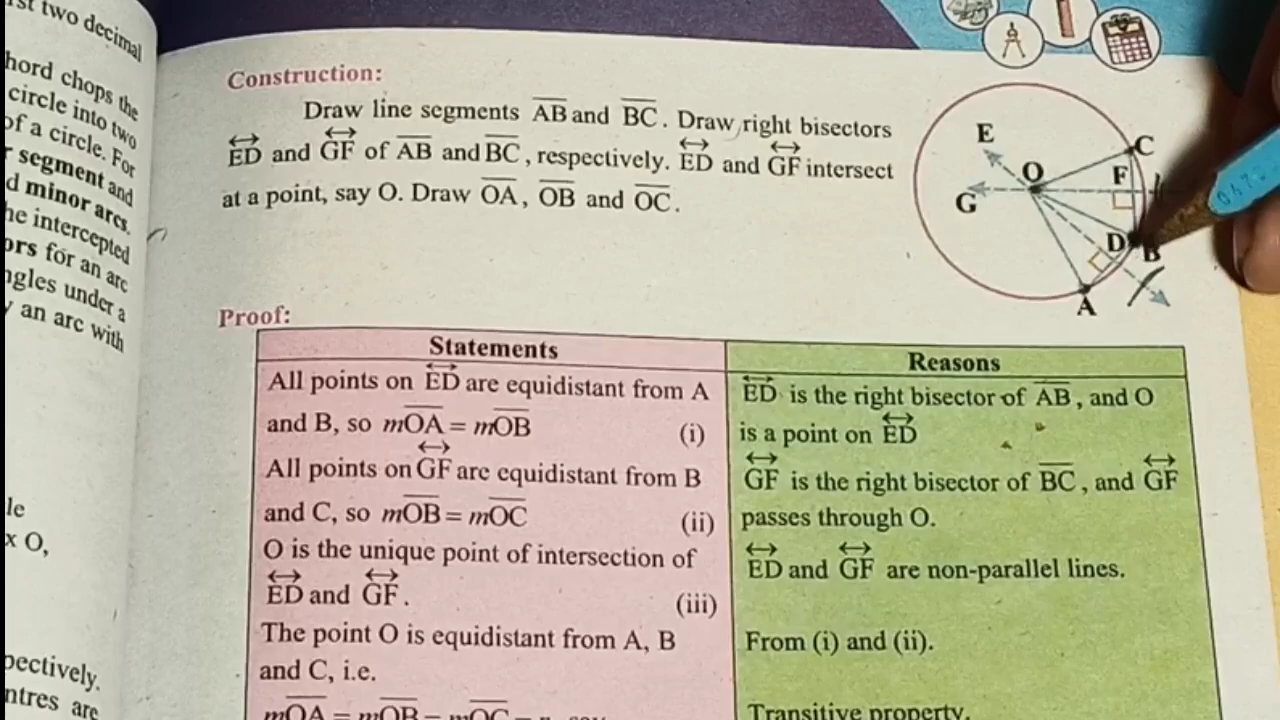 rst two decimal
hord chops the
circle into two
of a circle. For
r segment and
d minor arcs.
he intercepted
ors for an arc
ngles under a
y an arc with
le
x O,
pectively.
ntres are
Construction:
Draw line segments AB and BC. Draw right bisectors
ED and GF of AB and BC, respectively. ED and GF intersect
at a point, say O. Draw OA, OB and OC.
E
C
O
F
G
D
B
A
Proof:
Statements
Reasons
All points on ED are equidistant from A
and B, so mOA = mOB (i)
ED is the right bisector of AB, and O
is a point on ED
All points on GF are equidistant from B
and C, so mOB = mOC (ii)
GF is the right bisector of BC, and GF
passes through O.
O is the unique point of intersection of
ED and GF. (iii)
ED and GF are non-parallel lines.
The point O is equidistant from A, B
and C, i.e.
From (i) and (ii).
mOA = mOB = mOC = r, say
Transitive property.